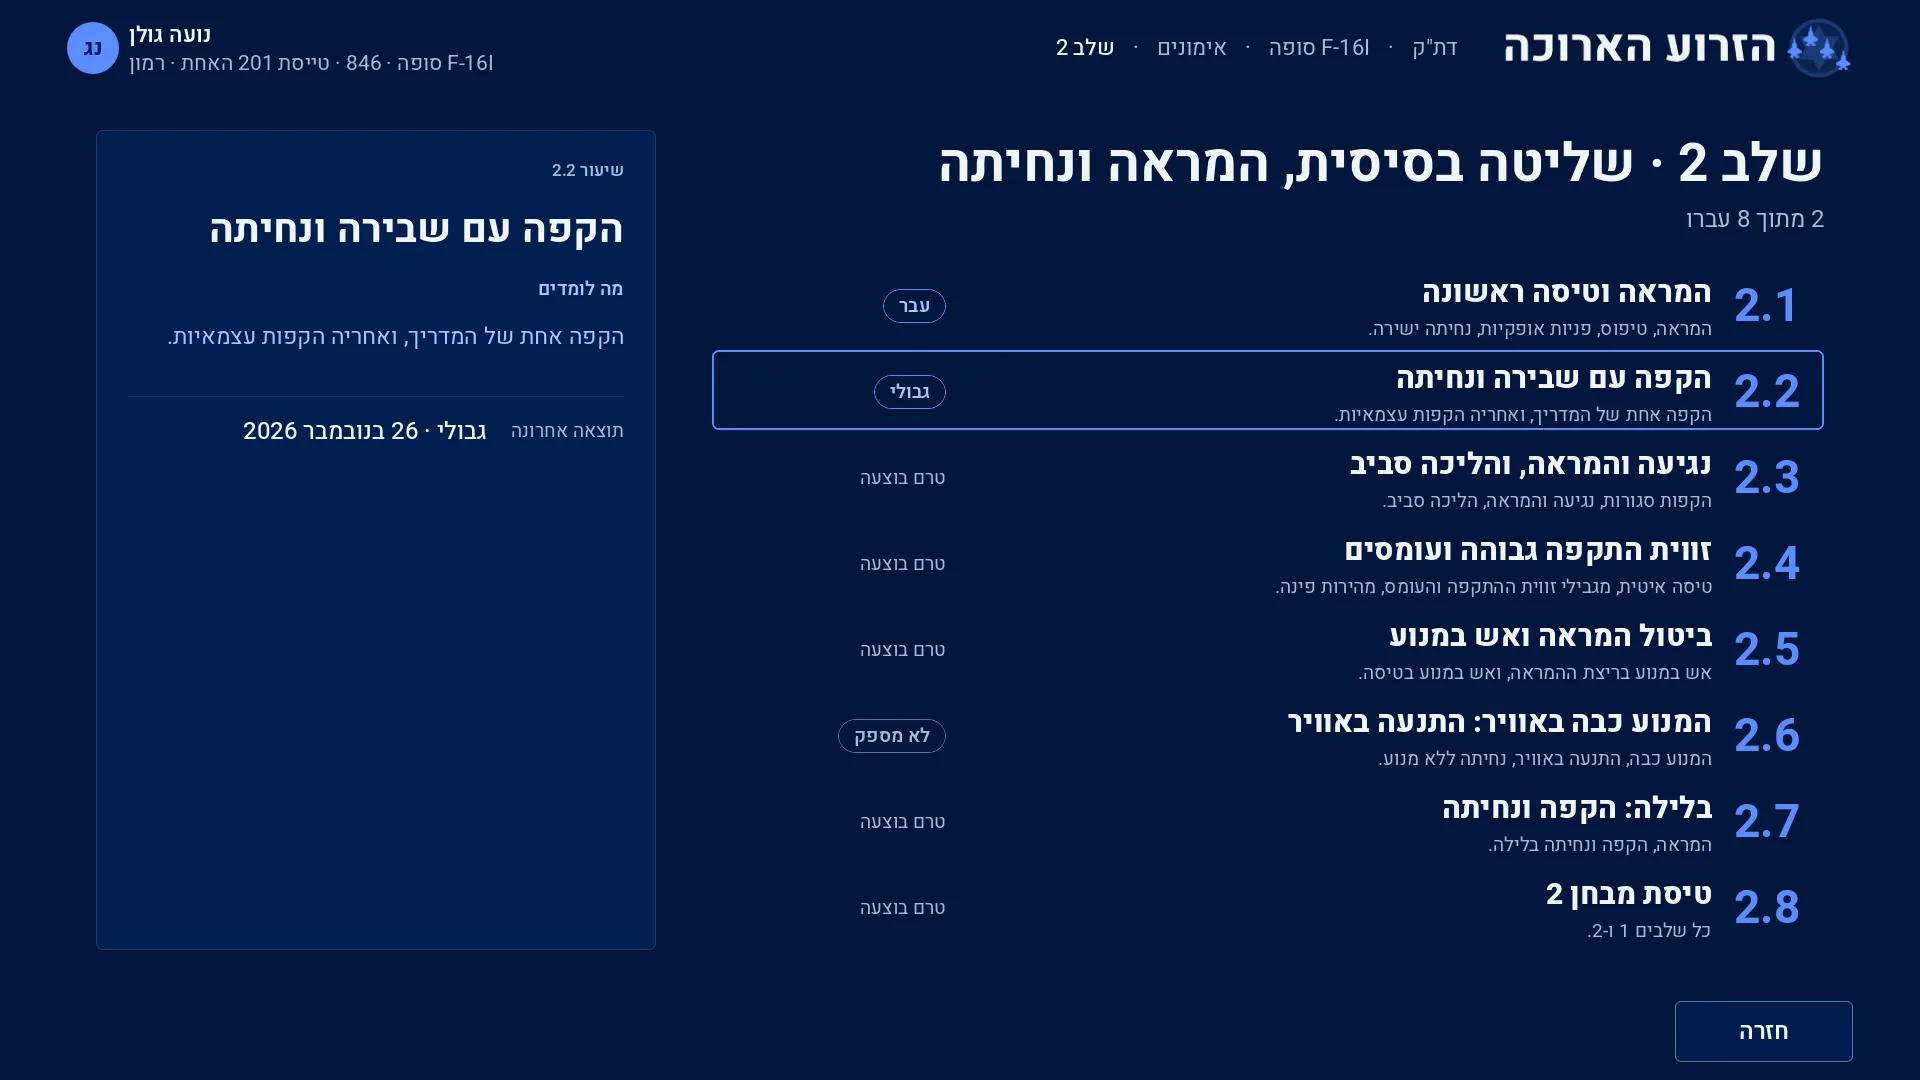 הזרוע הארוכה
דת"ק · F-16I סופה · אימונים · שלב 2
נועה גולן
F-16I סופה · 846 · טייסת 201 האחת · רמון
נג
שלב 2 · שליטה בסיסית, המראה ונחיתה
2 מתוך 8 עברו
2.1 המראה וטיסה ראשונה
המראה, טיפוס, פניות אופקיות, נחיתה ישירה.
עבר
2.2 הקפה עם שבירה ונחיתה
הקפה אחת של המדריך, ואחריה הקפות עצמאיות.
גבולי
2.3 נגיעה והמראה, והליכה סביב
הקפות סגורות, נגיעה והמראה, הליכה סביב.
טרם בוצעה
2.4 זווית התקפה גבוהה ועומסים
טיסה איטית, מגבילי זווית ההתקפה והעומס, מהירות פינה.
טרם בוצעה
2.5 ביטול המראה ואש במנוע
אש במנוע בריצת ההמראה, ואש במנוע בטיסה.
טרם בוצעה
2.6 המנוע כבה באוויר: התנעה באוויר
המנוע כבה, התנעה באוויר, נחיתה ללא מנוע.
לא מספק
2.7 בלילה: הקפה ונחיתה
המראה, הקפה ונחיתה בלילה.
טרם בוצעה
2.8 טיסת מבחן 2
כל שלבים 1 ו-2.
טרם בוצעה
שיעור 2.2
הקפה עם שבירה ונחיתה
מה לומדים
הקפה אחת של המדריך, ואחריה הקפות עצמאיות.
תוצאה אחרונה גבולי · 26 בנובמבר 2026
חזרה